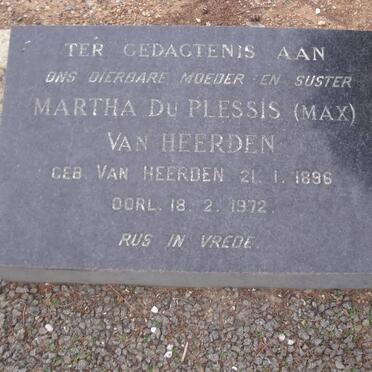 TER GEDAGTENIS AAN
ONS DIERBARE MOEDER EN SUSTER
MARTHA DU PLESSIS (MAX)
VAN HEERDEN
GEB. VAN HEERDEN 21. 1. 1896
OORL. 18. 2. 1972.
RUS IN VREDE.